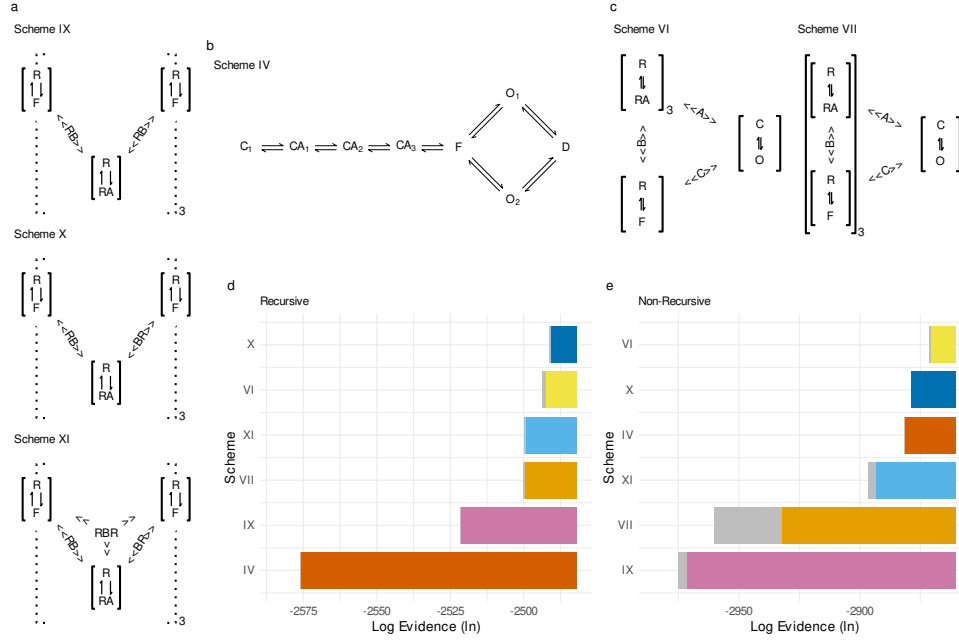 a
Scheme IX
R
F
R
F
<<RB>>
<<RB>>
R
RA
3
Scheme X
R
F
R
F
<<RB>>
<<BR>>
R
RA
3
Scheme XI
R
F
R
F
< < > >
RBR
<<RB>>
<<BR>>
v
v
R
RA
3
b
Scheme IV
C1 CA1 CA2 CA3 F O1 D
O2
c
Scheme VI
R
RA
3
<<A>>
<<B>>
C
O
<<C>>
R
F
Scheme VII
R
RA
<<A>>
<<B>>
C
O
<<C>>
R
F
3
d
Recursive
Scheme
X
VI
XI
VII
IX
IV
-2575 -2550 -2525 -2500
Log Evidence (ln)
e
Non-Recursive
Scheme
VI
X
IV
XI
VII
IX
-2950 -2900
Log Evidence (ln)